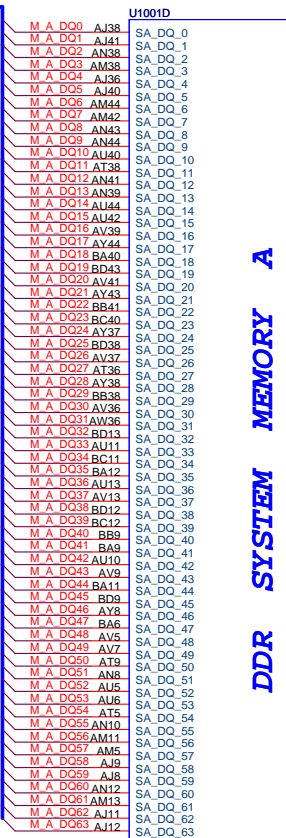 U1001D
M_A_DQ0 AJ38 SA_DQ_0
M_A_DQ1 AJ41 SA_DQ_1
M_A_DQ2 AN38 SA_DQ_2
M_A_DQ3 AM38 SA_DQ_3
M_A_DQ4 AJ36 SA_DQ_4
M_A_DQ5 AJ40 SA_DQ_5
M_A_DQ6 AM44 SA_DQ_6
M_A_DQ7 AM42 SA_DQ_7
M_A_DQ8 AN43 SA_DQ_8
M_A_DQ9 AN44 SA_DQ_9
M_A_DQ10 AU40 SA_DQ_10
M_A_DQ11 AT38 SA_DQ_11
M_A_DQ12 AN41 SA_DQ_12
M_A_DQ13 AN39 SA_DQ_13
M_A_DQ14 AU44 SA_DQ_14
M_A_DQ15 AU42 SA_DQ_15
M_A_DQ16 AV39 SA_DQ_16
M_A_DQ17 AY44 SA_DQ_17
M_A_DQ18 BA40 SA_DQ_18
M_A_DQ19 BD43 SA_DQ_19
M_A_DQ20 AV41 SA_DQ_20
M_A_DQ21 AY43 SA_DQ_21
M_A_DQ22 BB41 SA_DQ_22
M_A_DQ23 BC40 SA_DQ_23
M_A_DQ24 AY37 SA_DQ_24
M_A_DQ25 BD38 SA_DQ_25
M_A_DQ26 AV37 SA_DQ_26
M_A_DQ27 AT36 SA_DQ_27
M_A_DQ28 AY38 SA_DQ_28
M_A_DQ29 BB38 SA_DQ_29
M_A_DQ30 AV36 SA_DQ_30
M_A_DQ31 AW36 SA_DQ_31
M_A_DQ32 BD13 SA_DQ_32
M_A_DQ33 AU11 SA_DQ_33
M_A_DQ34 BC11 SA_DQ_34
M_A_DQ35 BA12 SA_DQ_35
M_A_DQ36 AU13 SA_DQ_36
M_A_DQ37 AV13 SA_DQ_37
M_A_DQ38 BD12 SA_DQ_38
M_A_DQ39 BC12 SA_DQ_39
M_A_DQ40 BB9 SA_DQ_40
M_A_DQ41 BA9 SA_DQ_41
M_A_DQ42 AU10 SA_DQ_42
M_A_DQ43 AV9 SA_DQ_43
M_A_DQ44 BA11 SA_DQ_44
M_A_DQ45 BD9 SA_DQ_45
M_A_DQ46 AY8 SA_DQ_46
M_A_DQ47 BA6 SA_DQ_47
M_A_DQ48 AV5 SA_DQ_48
M_A_DQ49 AV7 SA_DQ_49
M_A_DQ50 AT9 SA_DQ_50
M_A_DQ51 AN8 SA_DQ_51
M_A_DQ52 AU5 SA_DQ_52
M_A_DQ53 AU6 SA_DQ_53
M_A_DQ54 AT5 SA_DQ_54
M_A_DQ55 AN10 SA_DQ_55
M_A_DQ56 AM11 SA_DQ_56
M_A_DQ57 AM5 SA_DQ_57
M_A_DQ58 AJ9 SA_DQ_58
M_A_DQ59 AJ8 SA_DQ_59
M_A_DQ60 AN12 SA_DQ_60
M_A_DQ61 AM13 SA_DQ_61
M_A_DQ62 AJ11 SA_DQ_62
M_A_DQ63 AJ12 SA_DQ_63
DDR SYSTEM MEMORY A